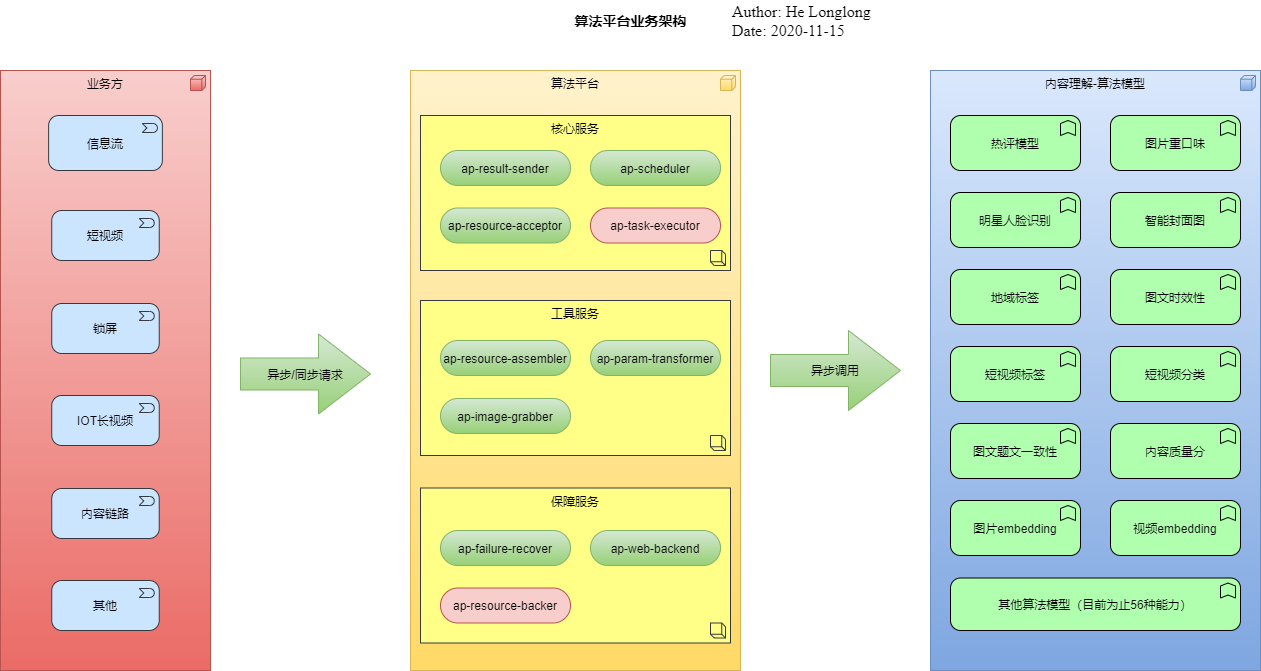 算法平台业务架构
Author: He Longlong
Date: 2020-11-15
业务方
信息流
短视频
锁屏
IOT长视频
内容链路
其他
异步/同步请求
算法平台
核心服务
ap-result-sender
ap-scheduler
ap-resource-acceptor
ap-task-executor
工具服务
ap-resource-assembler
ap-param-transformer
ap-image-grabber
保障服务
ap-failure-recover
ap-web-backend
ap-resource-backer
异步调用
内容理解-算法模型
热评模型
图片重口味
明星人脸识别
智能封面图
地域标签
图文时效性
短视频标签
短视频分类
图文题文一致性
内容质量分
图片embedding
视频embedding
其他算法模型（目前为止56种能力）